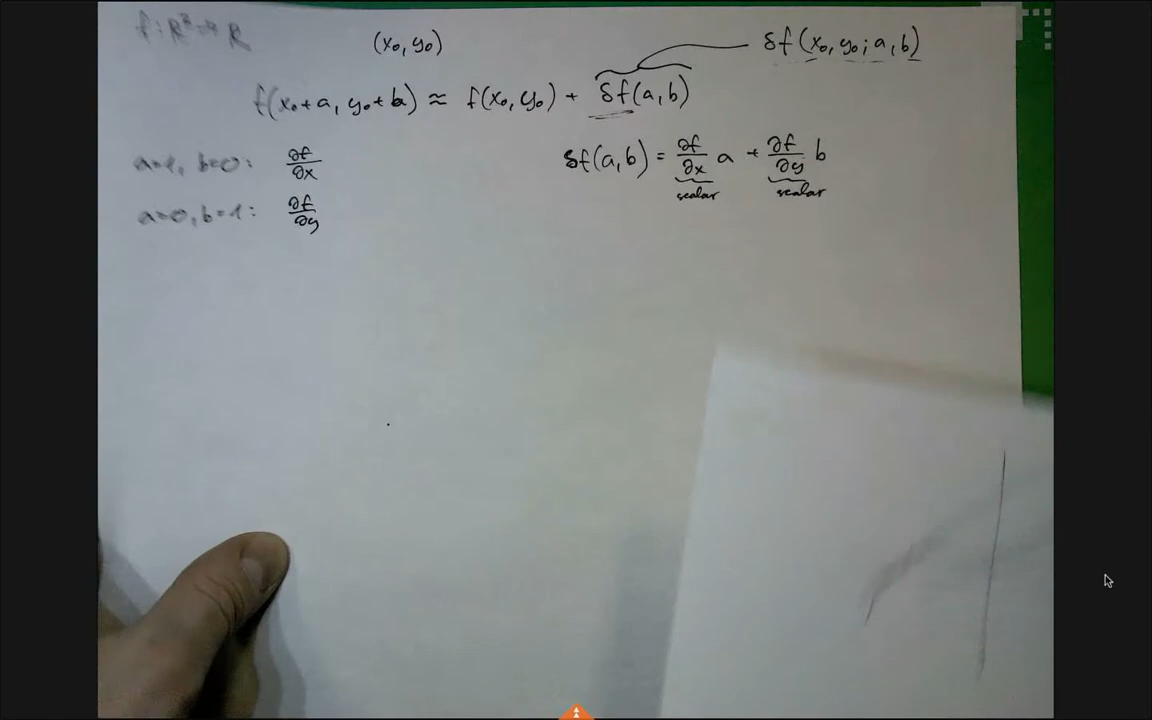 f: R² → R
(x₀, y₀)
δf(x₀, y₀; a, b)
f(x₀+a, y₀+b) ≈ f(x₀, y₀) + δf(a, b)
a=1, b=0: ∂f/∂x
δf(a, b) = ∂f/∂x a + ∂f/∂y b
scalar scalar
a=0, b=1: ∂f/∂y